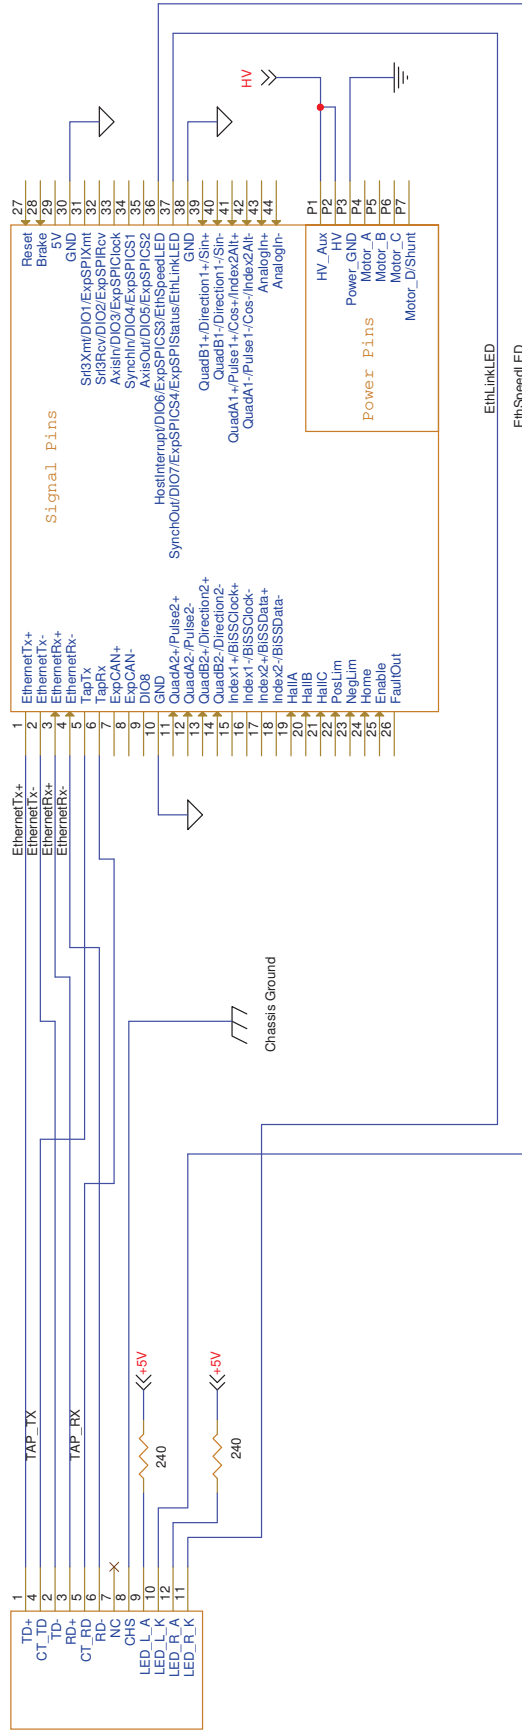 TD+ 1
CT_TD 4
TD- 2
RD+ 3
CT_RD 5
RD- 6
NC 7
CHS 8
LED_L_A 9
LED_L_K 10
LED_R_A 12
LED_R_K 11
TAP_TX
TAP_RX
240
+5V
240
+5V
Chassis Ground
EthernetTx+
EthernetTx-
EthernetRx+
EthernetRx-
1 EthernetTx+
2 EthernetTx-
3 EthernetRx+
4 EthernetRx-
5 TapTx
6 TapRx
7 ExpCAN+
8 ExpCAN-
9 DIO8
10 GND
11 QuadA2+/Pulse2+
12 QuadA2-/Pulse2-
13 QuadB2+/Direction2+
14 QuadB2-/Direction2-
15 Index1+/BiSSClock+
16 Index1-/BiSSClock-
17 Index2+/BiSSData+
18 Index2-/BiSSData-
19 HallA
20 HallB
21 HallC
22 PosLim
23 NegLim
24 Home
25 Enable
26 FaultOut
Signal Pins
Reset 27
Brake 28
5V 29
GND 30
Srl3Xmt/DIO1/ExpSPIXmt 31
Srl3Rcv/DIO2/ExpSPIRcv 32
AxisIn/DIO3/ExpSPIClock 33
SynchIn/DIO4/ExpSPICS1 34
AxisOut/DIO5/ExpSPICS2 35
HostInterrupt/DIO6/ExpSPICS3/EthSpeedLED 36
SynchOut/DIO7/ExpSPICS4/ExpSPIStatus/EthLinkLED 37
GND 38
QuadB1+/Direction1+/Sin+ 39
QuadB1-/Direction1-/Sin- 40
QuadA1+/Pulse1+/Cos+/Index2Alt+ 41
QuadA1-/Pulse1-/Cos-/Index2Alt- 42
AnalogIn+ 43
AnalogIn- 44
Power Pins
HV_Aux P1
HV P2
Power_GND P3
Motor_A P4
Motor_B P5
Motor_C P6
Motor_D/Shunt P7
HV
EthLinkLED
EthSpeedLED